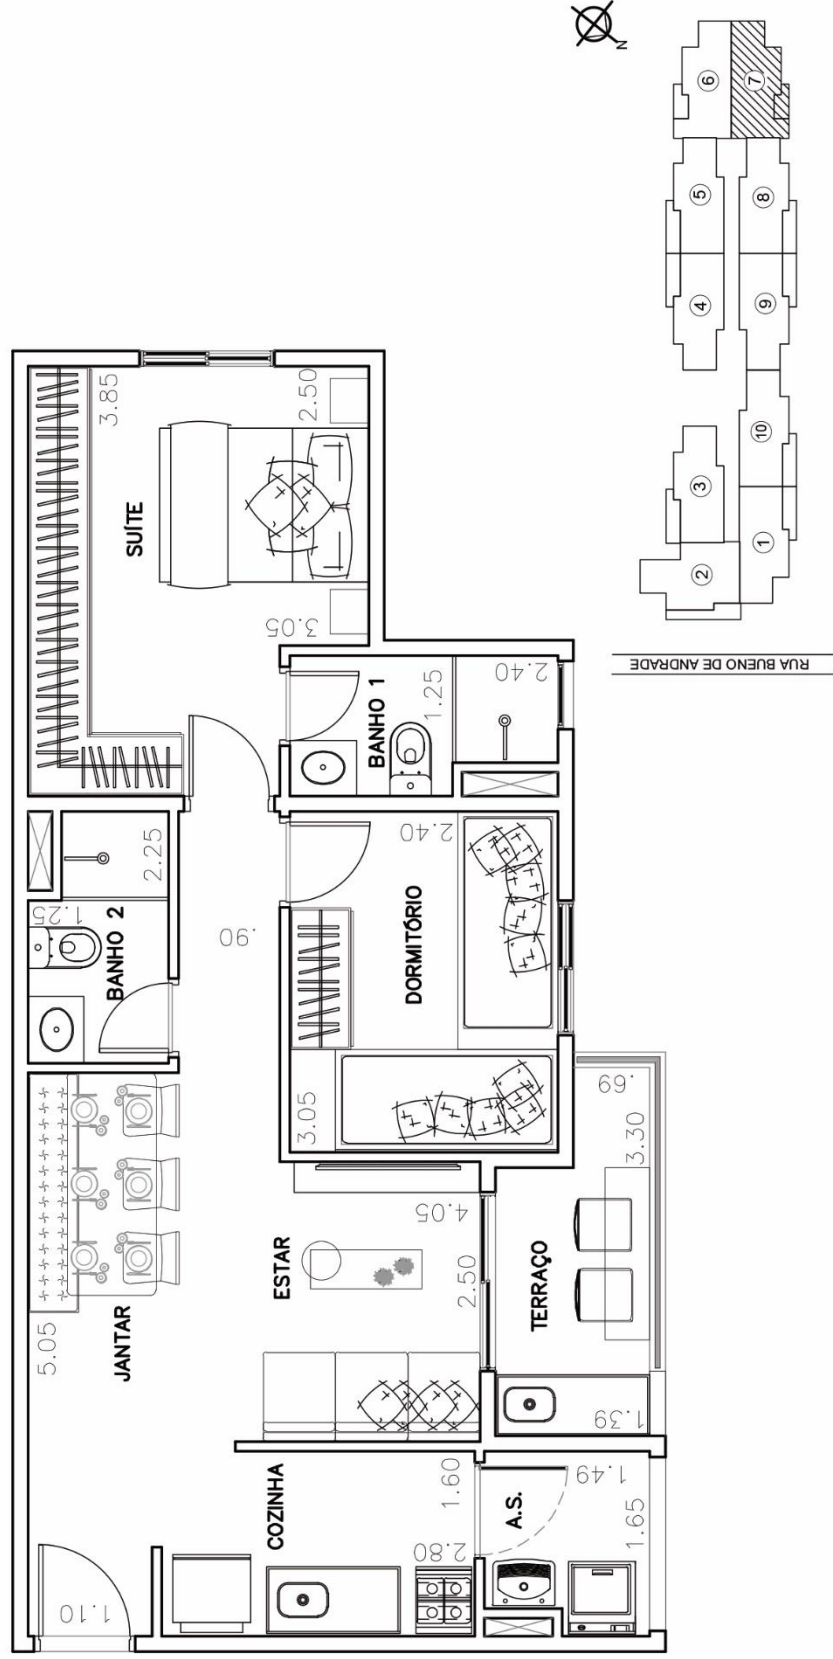 N
6
7
5
8
4
9
3
10
2
1
RUA BUENO DE ANDRADE
3.85
2.50
SUÍTE
3.05
2.40
1.25
BANHO 1
2.25
1.25
BANHO 2
.90
2.40
DORMITÓRIO
3.05
.69
3.30
4.05
ESTAR
2.50
TERRAÇO
5.05
JANTAR
1.39
COZINHA
1.60
2.80
1.49
A.S.
1.65
1.10